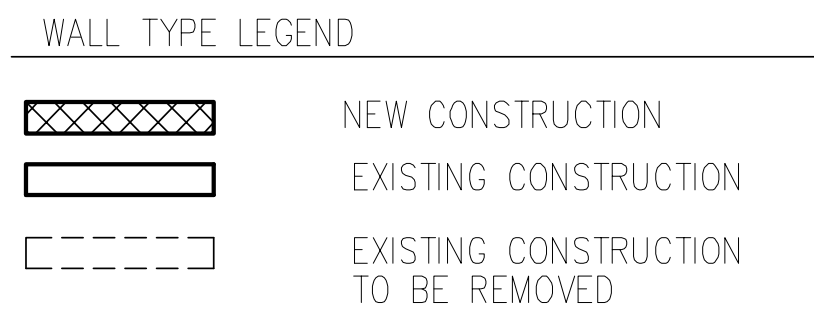 WALL TYPE LEGEND
NEW CONSTRUCTION
EXISTING CONSTRUCTION
EXISTING CONSTRUCTION
TO BE REMOVED